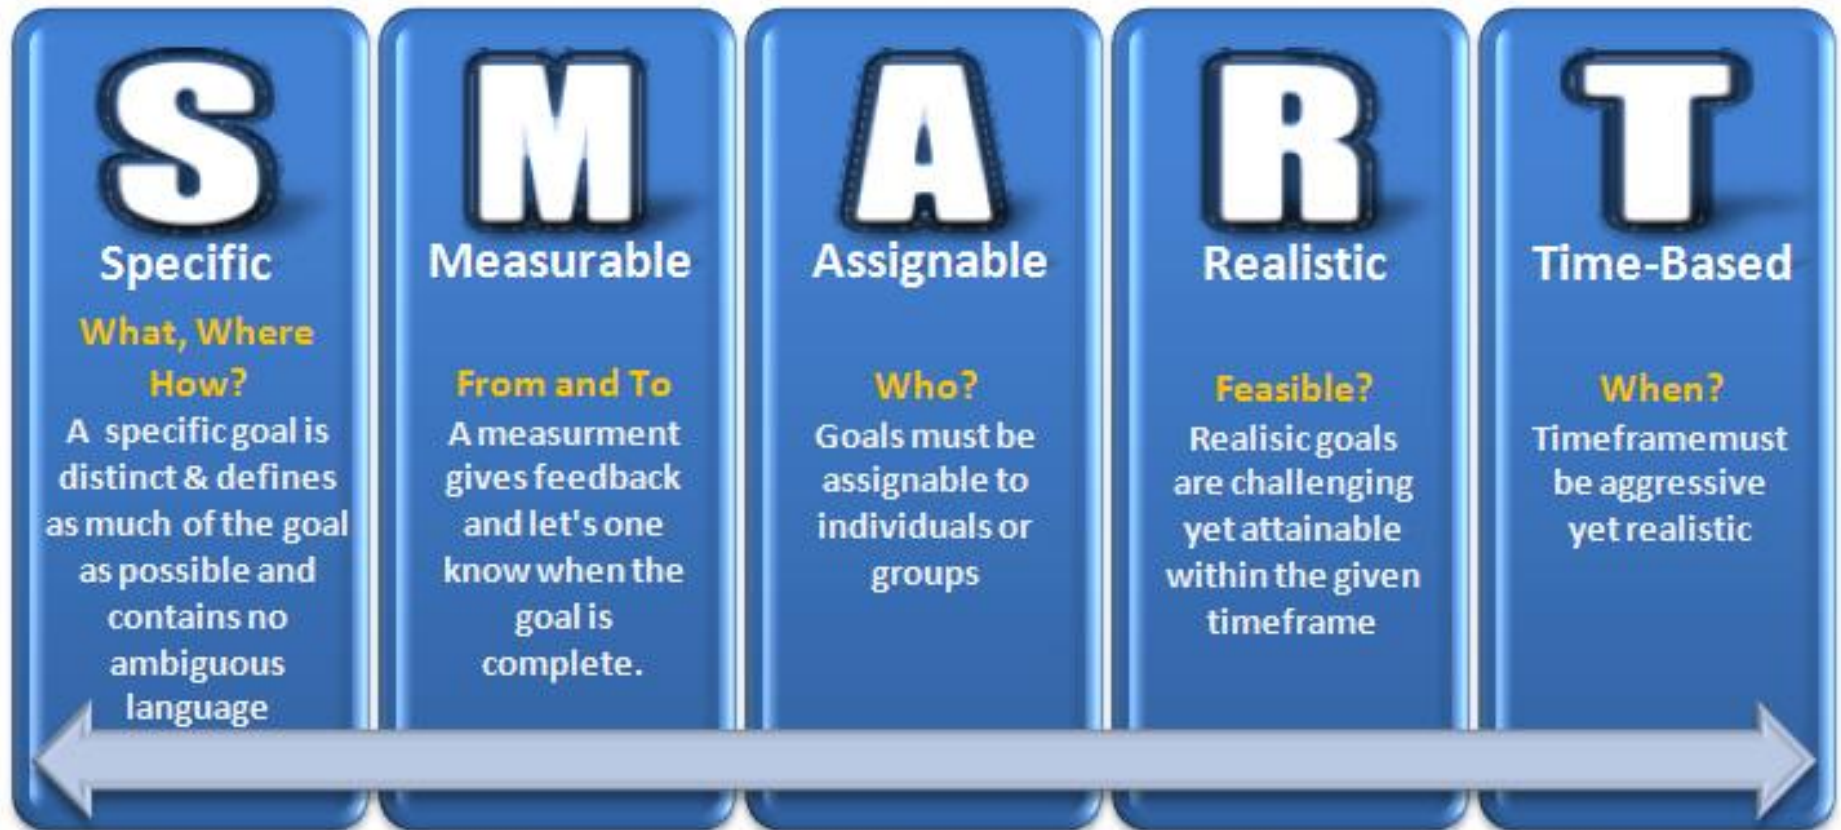 S
Specific
What, Where
How?
A specific goal is
distinct & defines
as much of the goal
as possible and
contains no
ambiguous
language
M
Measurable
From and To
A measurment
gives feedback
and let's one
know when the
goal is
complete.
A
Assignable
Who?
Goals must be
assignable to
individuals or
groups
R
Realistic
Feasible?
Realisic goals
are challenging
yet attainable
within the given
timeframe
T
Time-Based
When?
Timeframe must
be aggressive
yet realistic